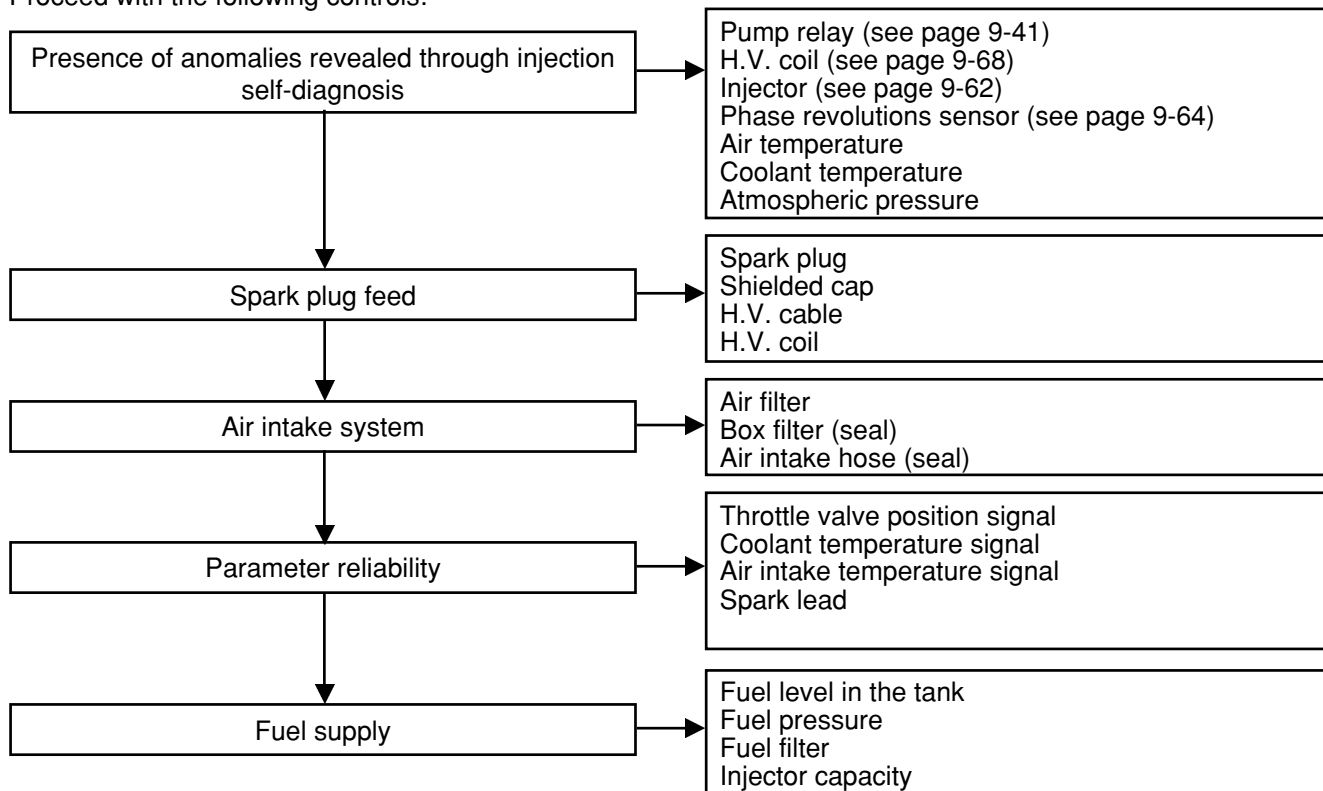 Proceed with the following controls:
Presence of anomalies revealed through injection
self-diagnosis
Pump relay (see page 9-41)
H.V. coil (see page 9-68)
Injector (see page 9-62)
Phase revolutions sensor (see page 9-64)
Air temperature
Coolant temperature
Atmospheric pressure
Spark plug feed
Spark plug
Shielded cap
H.V. cable
H.V. coil
Air intake system
Air filter
Box filter (seal)
Air intake hose (seal)
Parameter reliability
Throttle valve position signal
Coolant temperature signal
Air intake temperature signal
Spark lead
Fuel supply
Fuel level in the tank
Fuel pressure
Fuel filter
Injector capacity